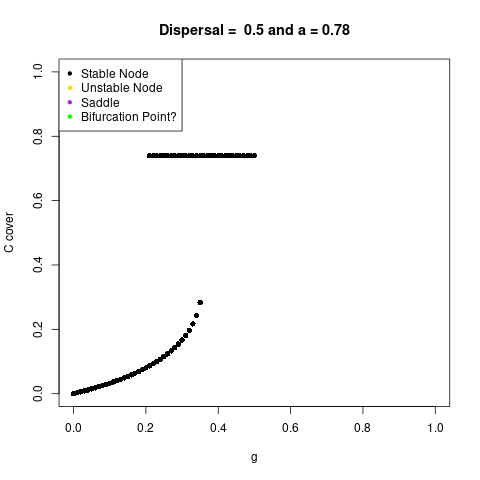 Dispersal =  0.5 and a = 0.78
Stable Node
Unstable Node
Saddle
Bifurcation Point?
C cover
1.0
0.8
0.6
0.4
0.2
0.0
0.0 0.2 0.4 0.6 0.8 1.0
g